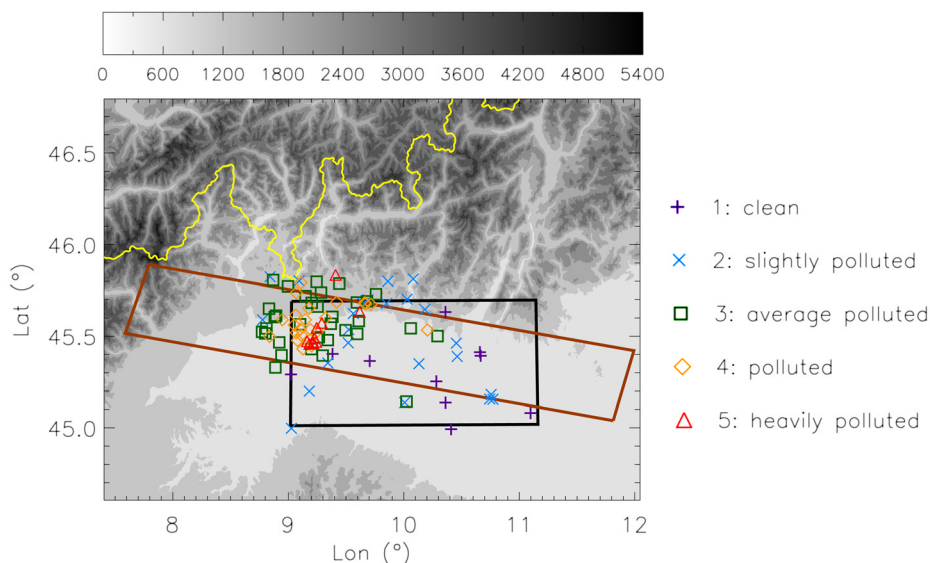 0 600 1200 1800 2400 3000 3600 4200 4800 5400
46.5
46.0
45.5
45.0
Lat (°)
8 9 10 11 12
Lon (°)
1: clean
2: slightly polluted
3: average polluted
4: polluted
5: heavily polluted